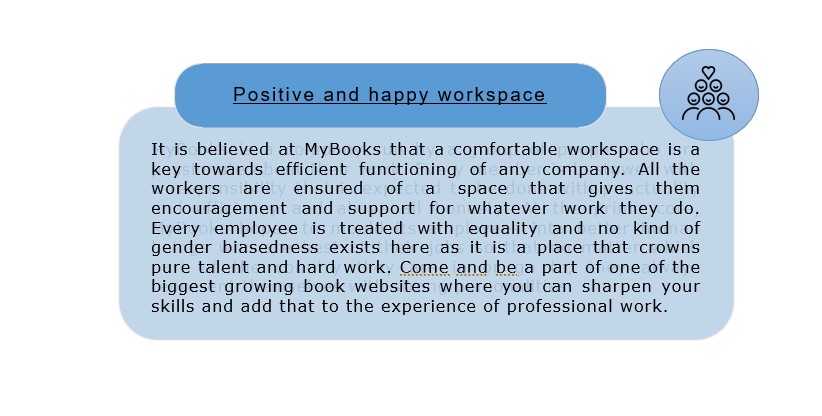 Positive and happy workspace
It is believed at MyBooks that a comfortable workspace is a
key towards efficient functioning of any company. All the
workers are ensured of a space that gives them
encouragement and support for whatever work they do.
Every employee is treated with equality and no kind of
gender biasedness exists here as it is a place that crowns
pure talent and hard work. Come and be a part of one of the
biggest growing book websites where you can sharpen your
skills and add that to the experience of professional work.